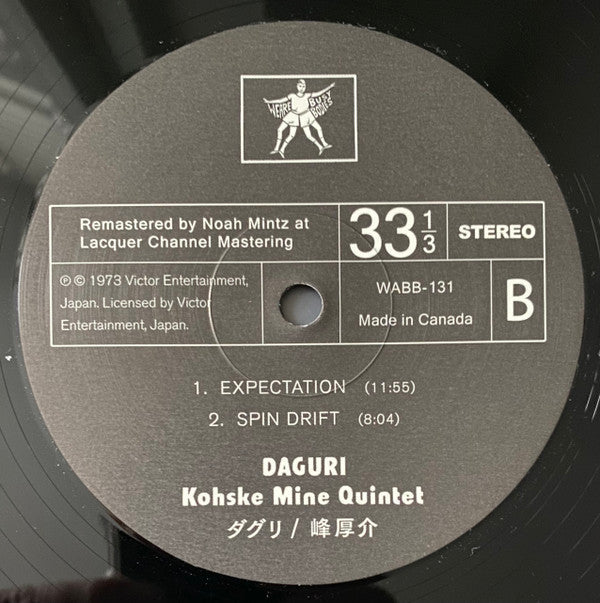 WE ARE BUSY BODIES
Remastered by Noah Mintz at
Lacquer Channel Mastering
33 1/3
STEREO
℗ © 1973 Victor Entertainment,
Japan. Licensed by Victor
Entertainment, Japan.
WABB-131
Made in Canada
B
1. EXPECTATION (11:55)
2. SPIN DRIFT (8:04)
DAGURI
Kohske Mine Quintet
ダグリ / 峰厚介